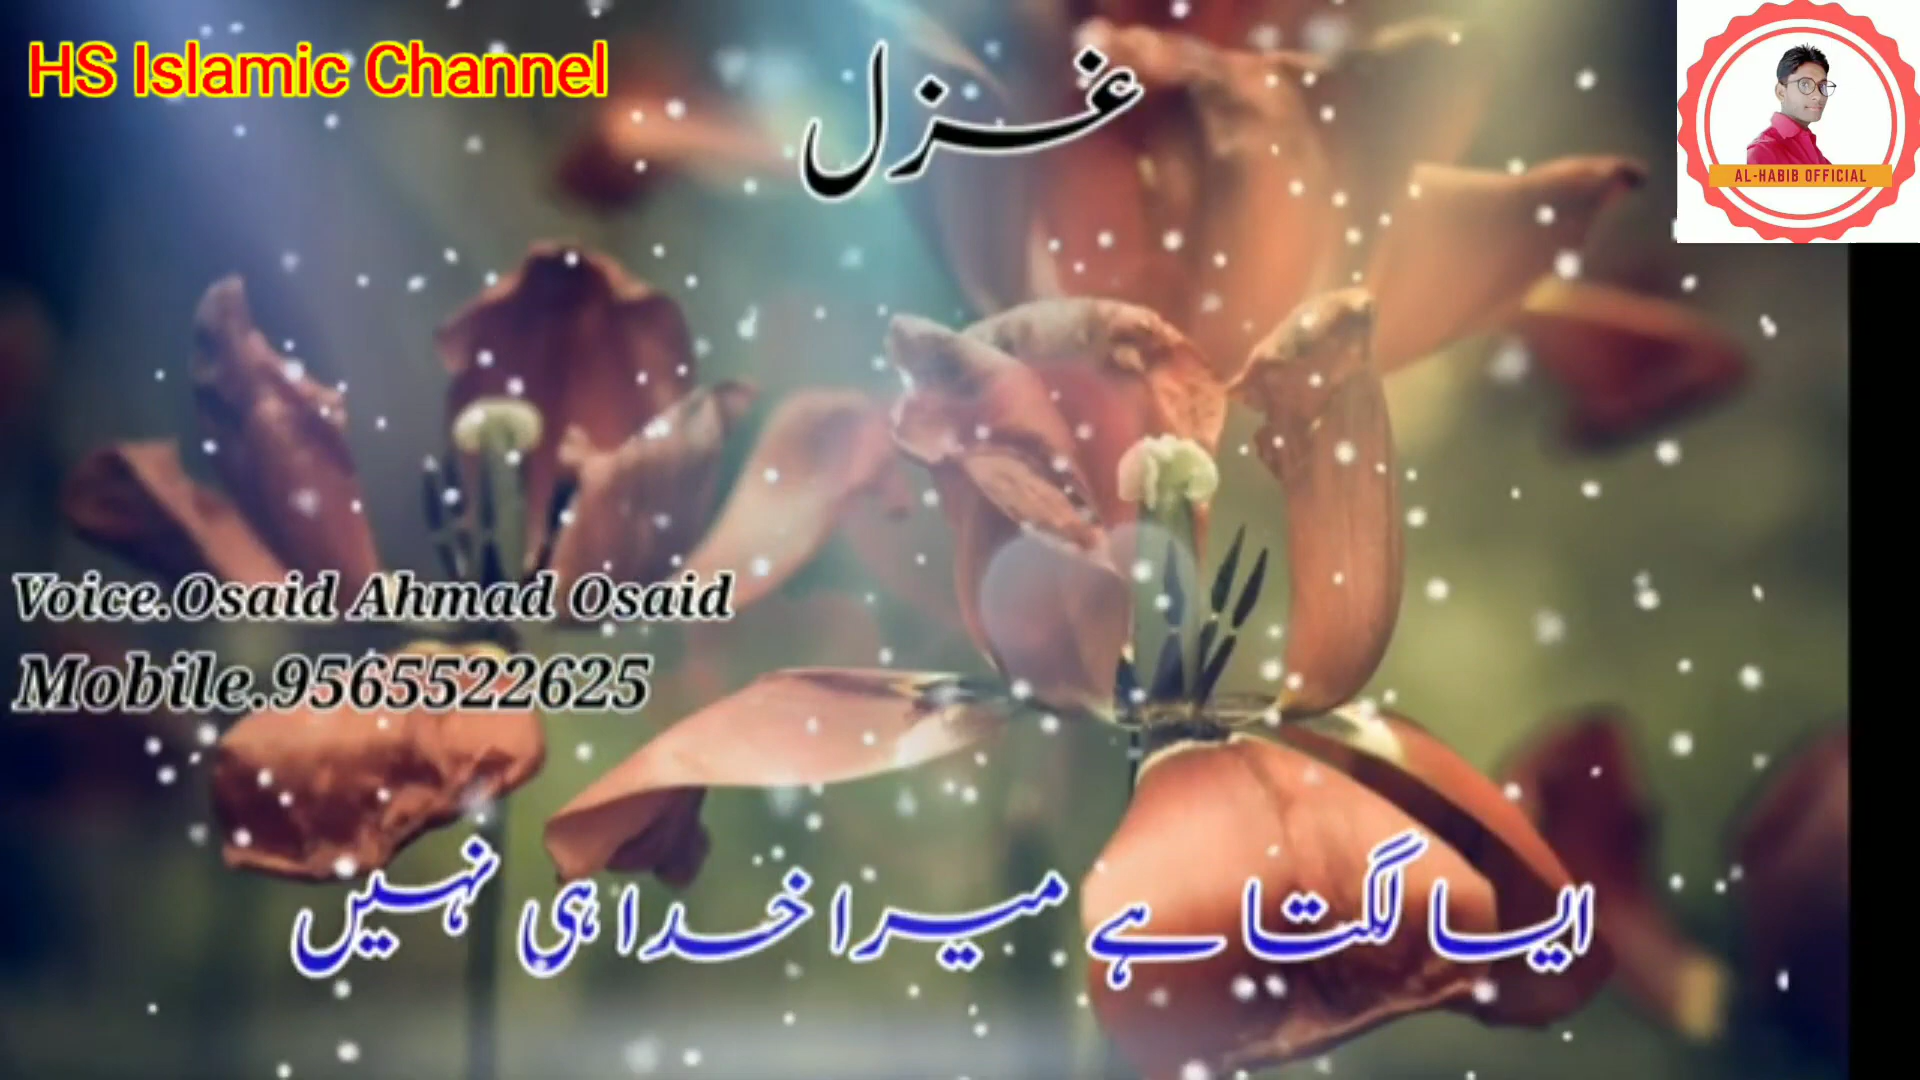 HS Islamic Channel
غزل
AL-HABIB OFFICIAL
Voice.Osaid Ahmad Osaid
Mobile.9565522625
ایسا لگتا ہے میرا خدا ہی نہیں